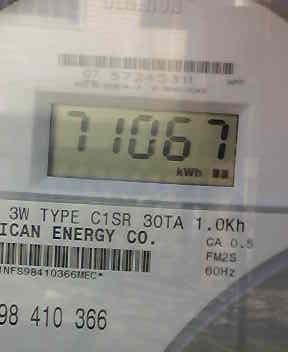 71067
kWh
3W TYPE C1SR 30TA 1.0Kh
ICAN ENERGY CO.
CA 0.5
FM2S
60Hz
NFS98410366MEC*
98 410 366